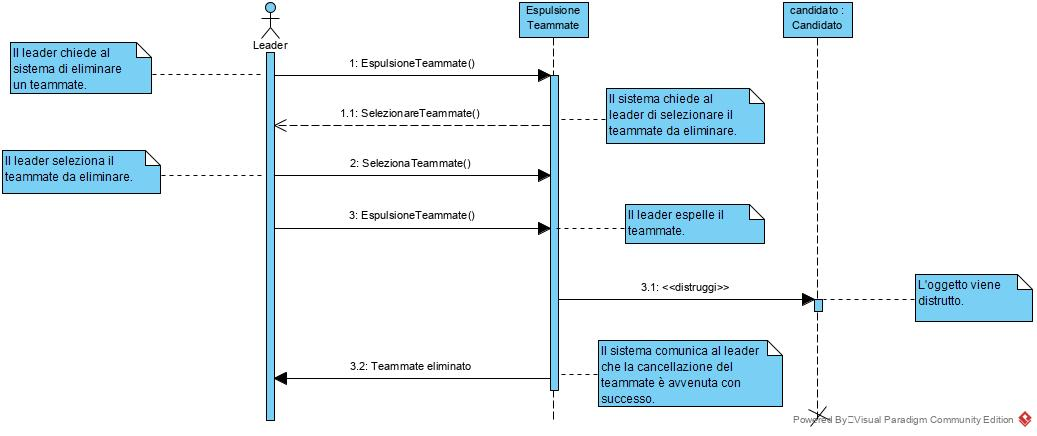 Espulsione
Teammate
candidato :
Candidato
Leader
Il leader chiede al
sistema di eliminare
un teammate.
1: EspulsioneTeammate()
Il sistema chiede al
leader di selezionare il
teammate da eliminare.
1.1: SelezionareTeammate()
Il leader seleziona il
teammate da eliminare.
2: SelezionaTeammate()
3: EspulsioneTeammate()
Il leader espelle il
teammate.
3.1: <<distruggi>>
L'oggetto viene
distrutto.
3.2: Teammate eliminato
Il sistema comunica al leader
che la cancellazione del
teammate è avvenuta con
successo.
Powered By Visual Paradigm Community Edition